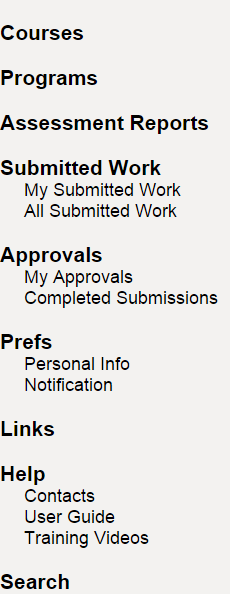 Courses
Programs
Assessment Reports
Submitted Work
My Submitted Work
All Submitted Work
Approvals
My Approvals
Completed Submissions
Prefs
Personal Info
Notification
Links
Help
Contacts
User Guide
Training Videos
Search